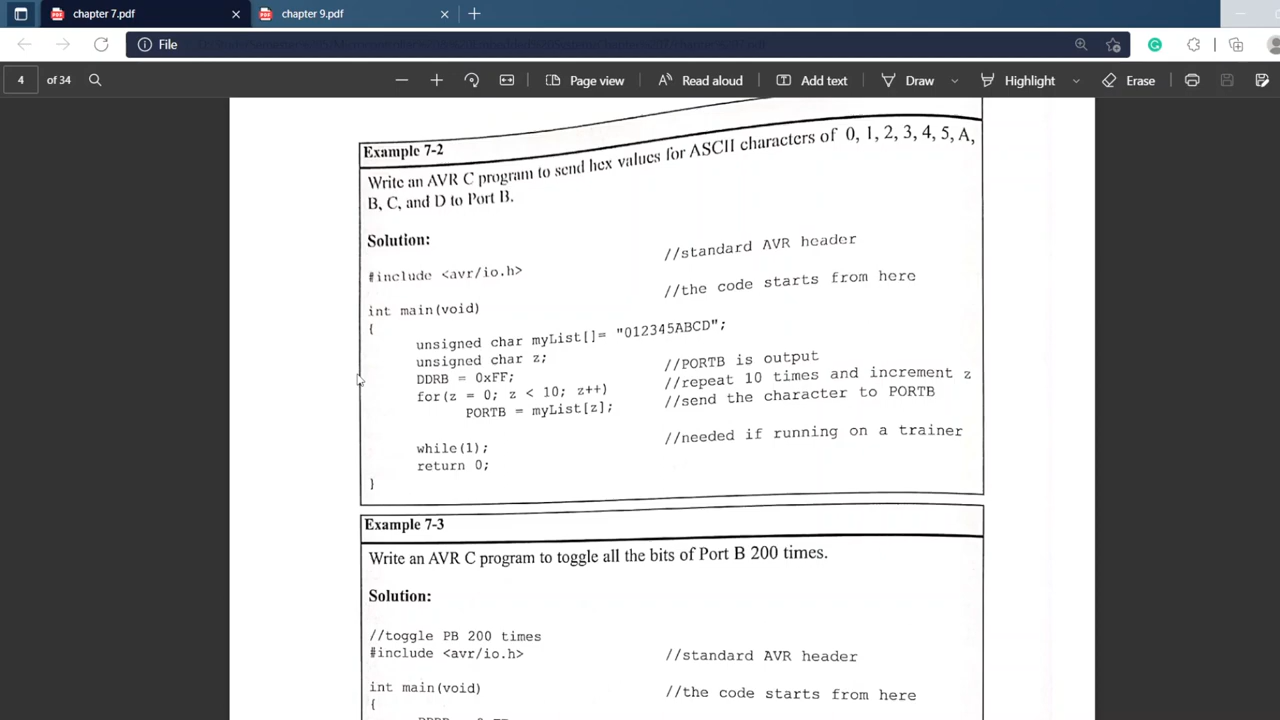 chapter 7.pdf
chapter 9.pdf
File
4 of 34
Page view
Read aloud
Add text
Draw
Highlight
Erase
Example 7-2
Write an AVR C program to send hex values for ASCII characters of 0, 1, 2, 3, 4, 5, A,
B, C, and D to Port B.
Solution:
#include <avr/io.h> //standard AVR header
int main(void) //the code starts from here
{
unsigned char myList[]= "012345ABCD";
unsigned char z;
DDRB = 0xFF; //PORTB is output
for(z = 0; z < 10; z++) //repeat 10 times and increment z
PORTB = myList[z]; //send the character to PORTB
while(1); //needed if running on a trainer
return 0;
}
Example 7-3
Write an AVR C program to toggle all the bits of Port B 200 times.
Solution:
//toggle PB 200 times
#include <avr/io.h> //standard AVR header
int main(void) //the code starts from here
{